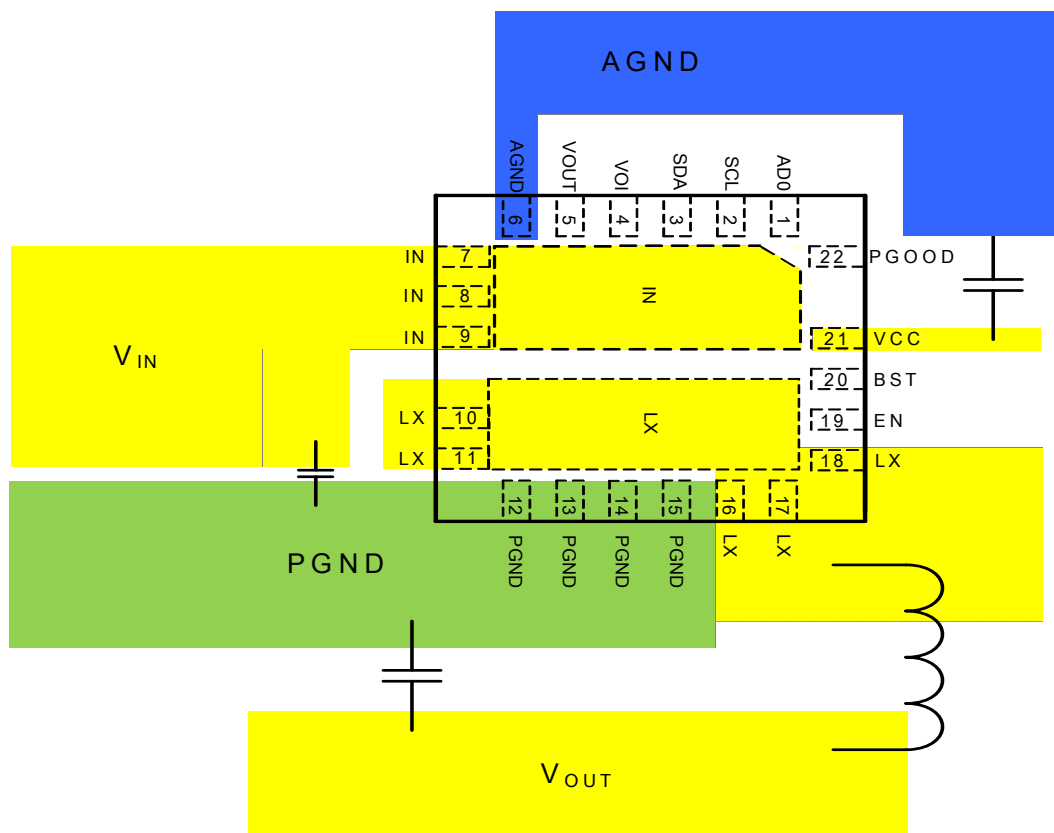 AGND
AGND
VOUT
VOI
SDA
SCL
AD0
6
5
4
3
2
1
IN 7
22 PGOOD
IN 8
IN
IN 9
21 VCC
VIN
20 BST
LX 10
LX
19 EN
LX 11
18 LX
12
13
14
15
16
17
PGND
PGND
PGND
PGND
LX
LX
PGND
VOUT